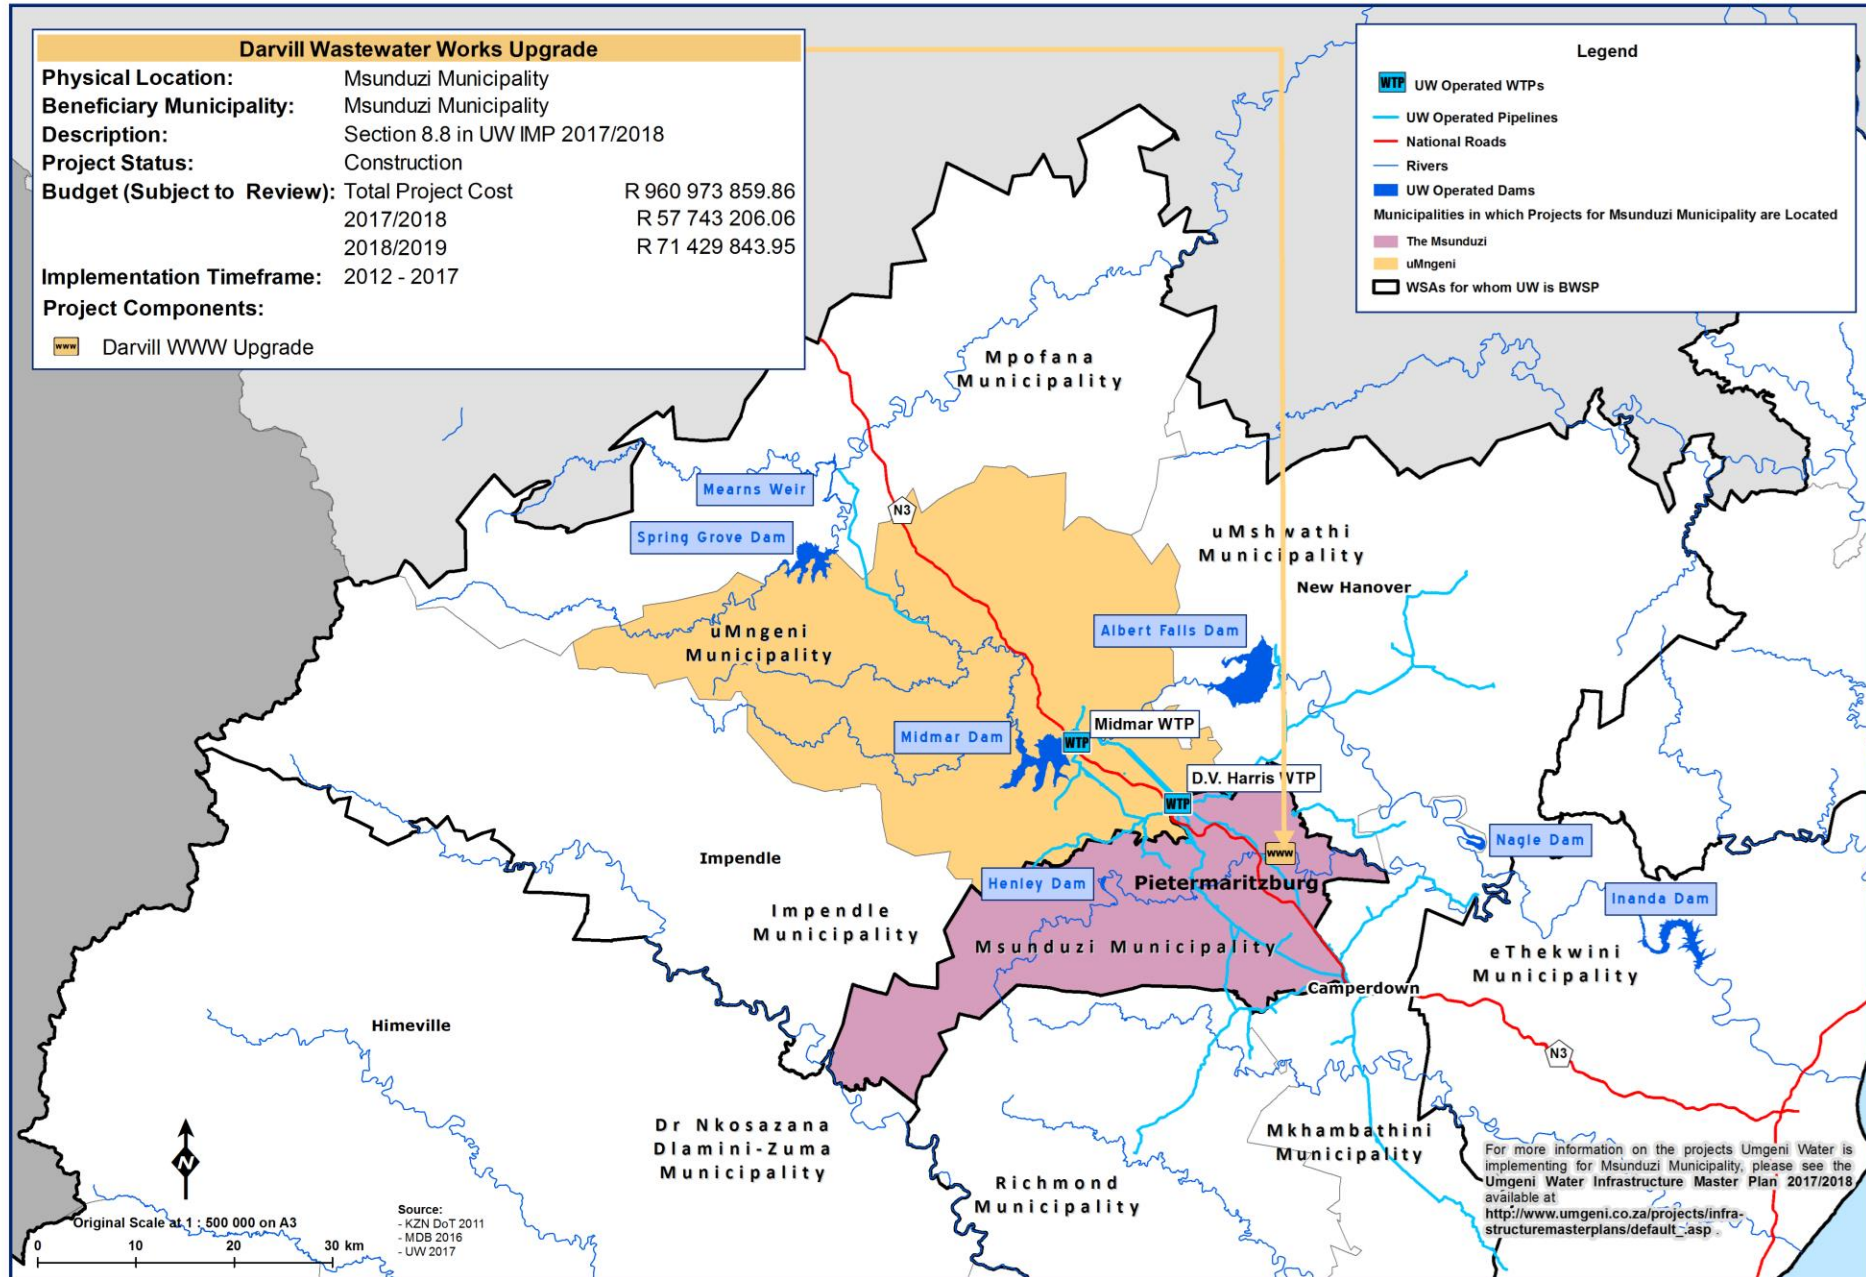 Darvill Wastewater Works Upgrade
Physical Location: Msunduzi Municipality
Beneficiary Municipality: Msunduzi Municipality
Description: Section 8.8 in UW IMP 2017/2018
Project Status: Construction
Budget (Subject to Review): Total Project Cost R 960 973 859.86
2017/2018 R 57 743 206.06
2018/2019 R 71 429 843.95
Implementation Timeframe: 2012 - 2017
Project Components:
www Darvill WWW Upgrade
Legend
WTP UW Operated WTPs
UW Operated Pipelines
National Roads
Rivers
UW Operated Dams
Municipalities in which Projects for Msunduzi Municipality are Located
The Msunduzi
uMngeni
WSAs for whom UW is BWSP
Mpofana
Municipality
Mearns Weir
N3
Spring Grove Dam
uMshwathi
Municipality
New Hanover
Albert Falls Dam
uMngeni
Municipality
Midmar WTP
Midmar Dam
WTP
D.V. Harris WTP
WTP
Nagle Dam
www
Impendle
Henley Dam
Pietermaritzburg
Inanda Dam
Impendle
Municipality
Msunduzi Municipality
eThekwini
Municipality
Camperdown
Himeville
N3
Dr Nkosazana
Dlamini-Zuma
Municipality
Mkhambathini
Municipality
Richmond
Municipality
For more information on the projects Umgeni Water is
implementing for Msunduzi Municipality, please see the
Umgeni Water Infrastructure Master Plan 2017/2018
available at
http://www.umgeni.co.za/projects/infra-
structuremasterplans/default_.asp .
N
Original Scale at 1 : 500 000 on A3
0 10 20 30 km
Source:
- KZN DoT 2011
- MDB 2016
- UW 2017